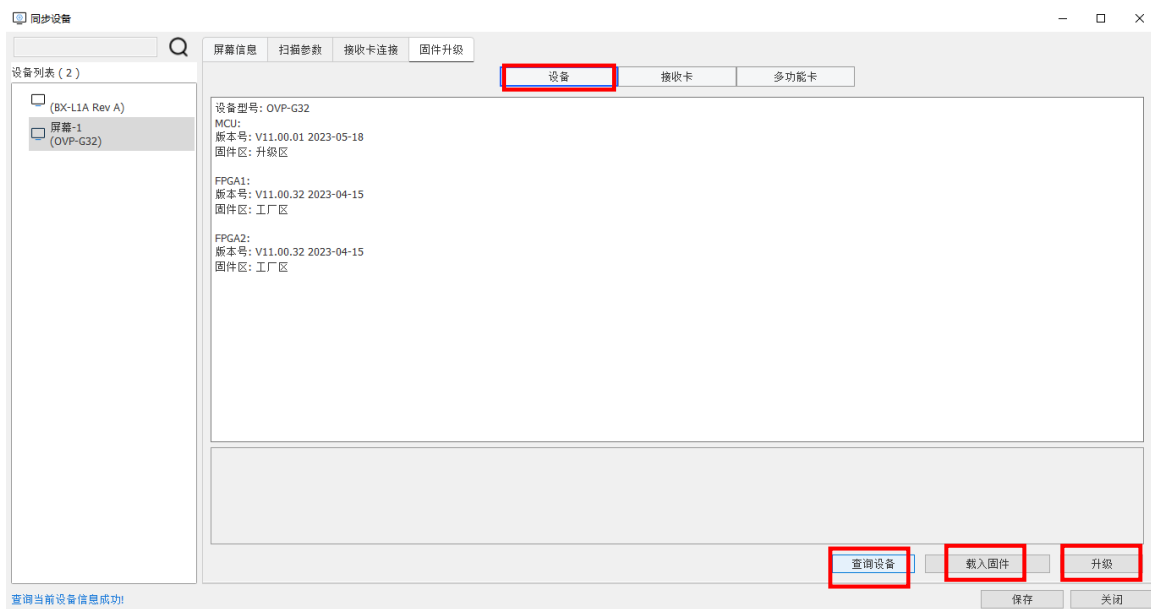 同步设备
屏幕信息 扫描参数 接收卡连接 固件升级
设备列表 ( 2 )
设备 接收卡 多功能卡
(BX-L1A Rev A)
屏幕-1
(OVP-G32)
设备型号: OVP-G32
MCU:
版本号: V11.00.01 2023-05-18
固件区: 升级区
FPGA1:
版本号: V11.00.32 2023-04-15
固件区: 工厂区
FPGA2:
版本号: V11.00.32 2023-04-15
固件区: 工厂区
查询设备 载入固件 升级
查询当前设备信息成功!
保存 关闭